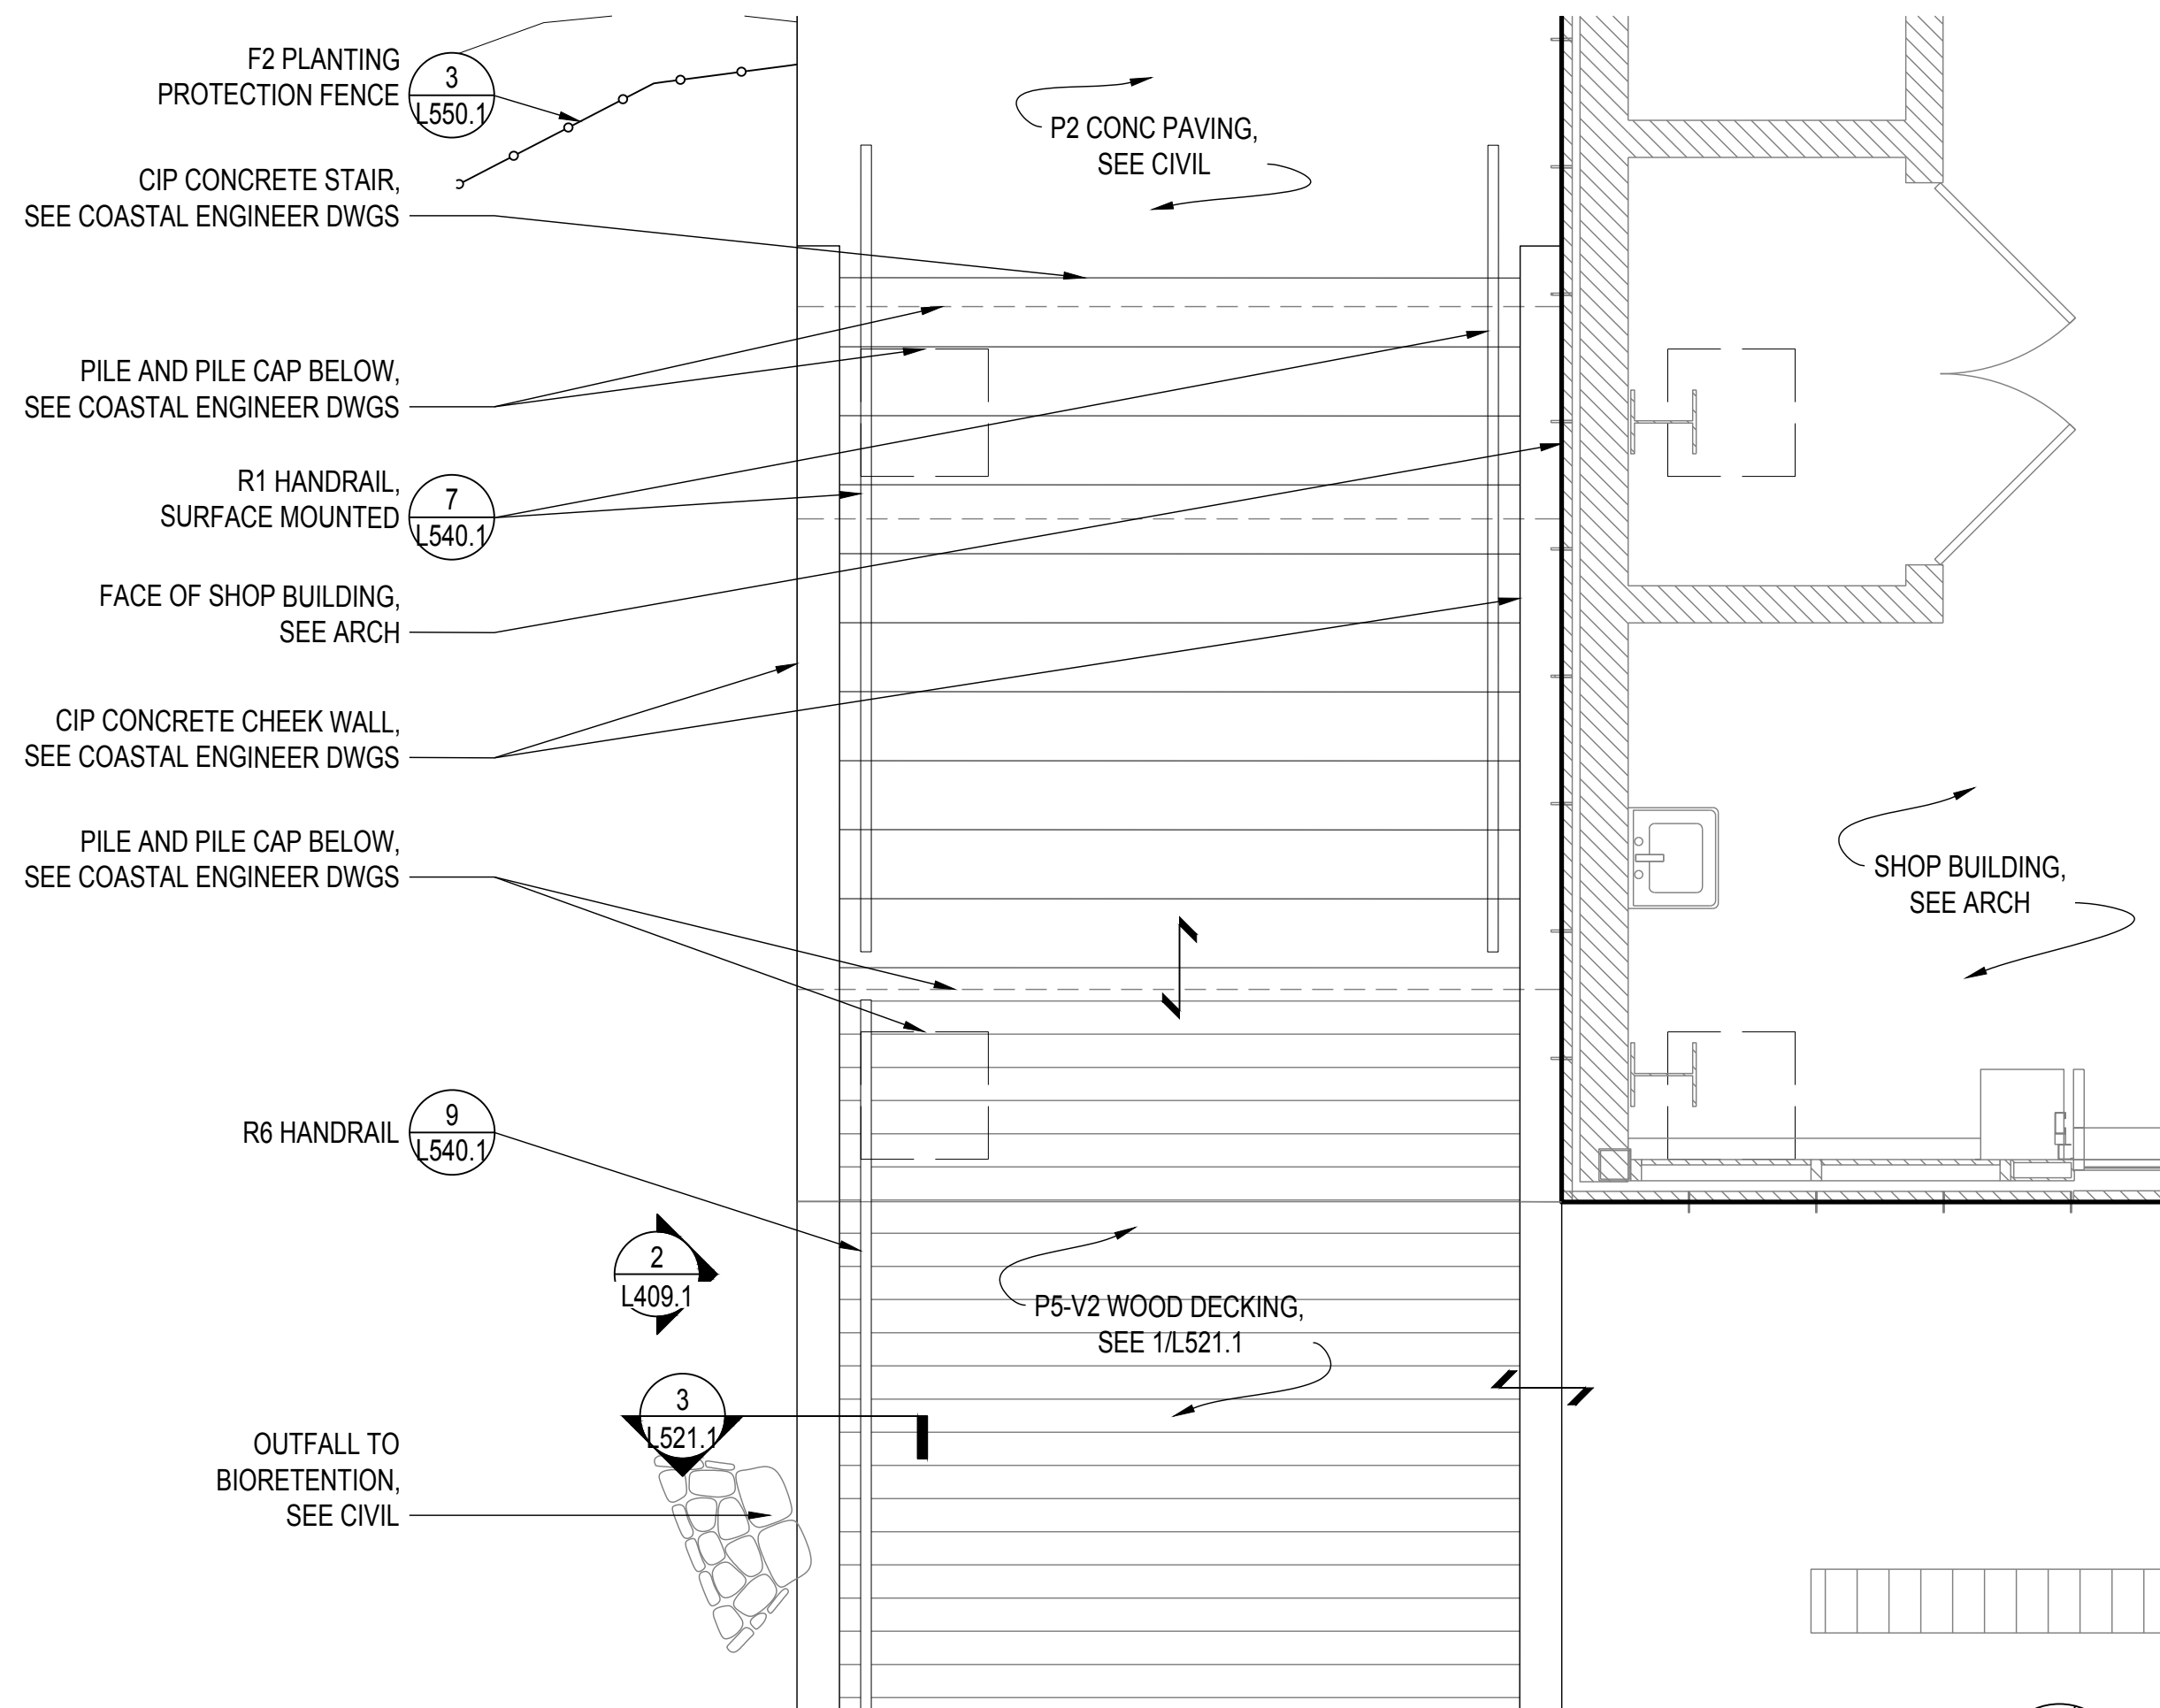 F2 PLANTING
PROTECTION FENCE
3
L550.1
P2 CONC PAVING,
SEE CIVIL
CIP CONCRETE STAIR,
SEE COASTAL ENGINEER DWGS
PILE AND PILE CAP BELOW,
SEE COASTAL ENGINEER DWGS
R1 HANDRAIL,
SURFACE MOUNTED
7
L540.1
FACE OF SHOP BUILDING,
SEE ARCH
CIP CONCRETE CHEEK WALL,
SEE COASTAL ENGINEER DWGS
PILE AND PILE CAP BELOW,
SEE COASTAL ENGINEER DWGS
SHOP BUILDING,
SEE ARCH
R6 HANDRAIL
9
L540.1
2
L409.1
P5-V2 WOOD DECKING,
SEE 1/L521.1
3
L521.1
OUTFALL TO
BIORETENTION,
SEE CIVIL